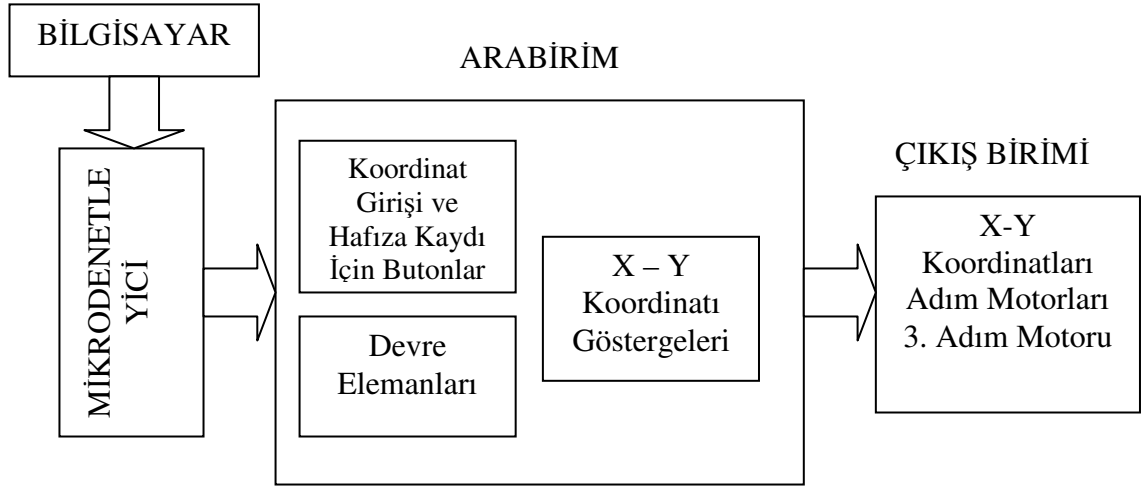 BİLGİSAYAR
ARABİRİM
ÇIKIŞ BİRİMİ
MİKRODENETLE
YİCİ
Koordinat
Girişi ve
Hafıza Kaydı
İçin Butonlar
Devre
Elemanları
X – Y
Koordinatı
Göstergeleri
X-Y
Koordinatları
Adım Motorları
3. Adım Motoru